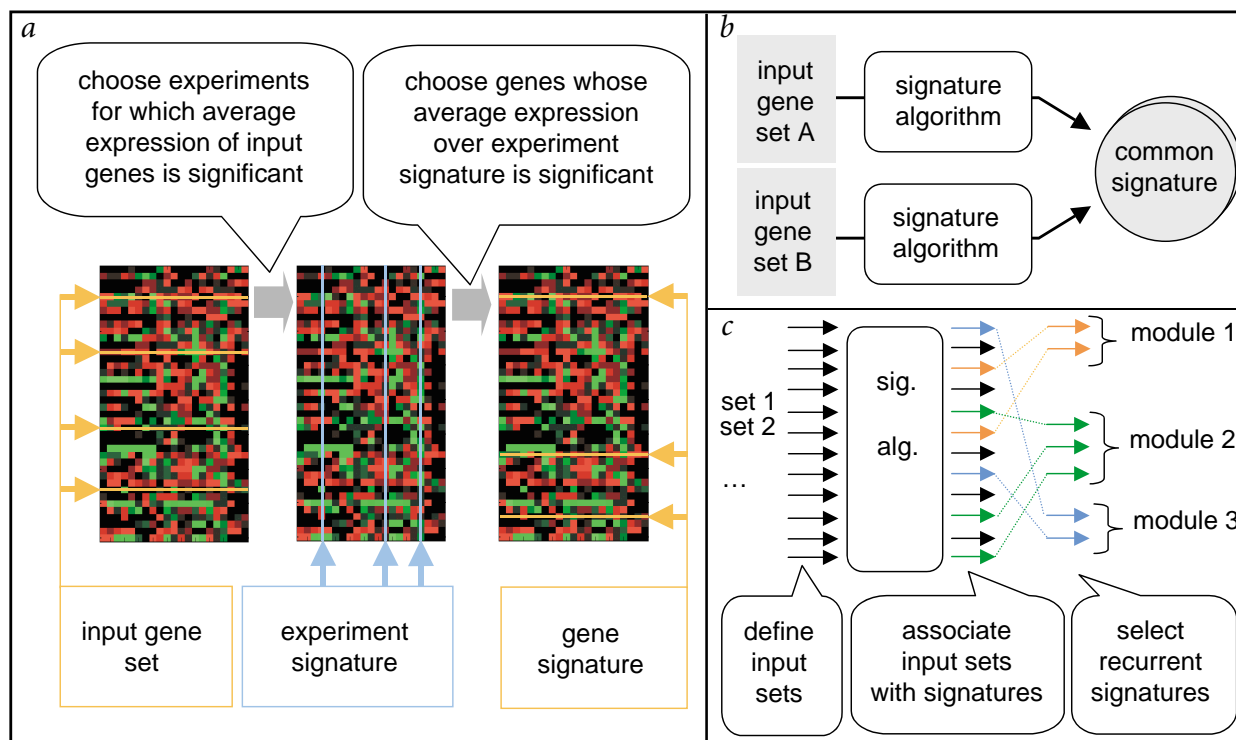 a
choose experiments
for which average
expression of input
genes is significant
choose genes whose
average expression
over experiment
signature is significant
input gene
set
experiment
signature
gene
signature
b
input
gene
set A
signature
algorithm
input
gene
set B
signature
algorithm
common
signature
c
set 1
set 2
...
sig.
alg.
module 1
module 2
module 3
define
input
sets
associate
input sets
with signatures
select
recurrent
signatures